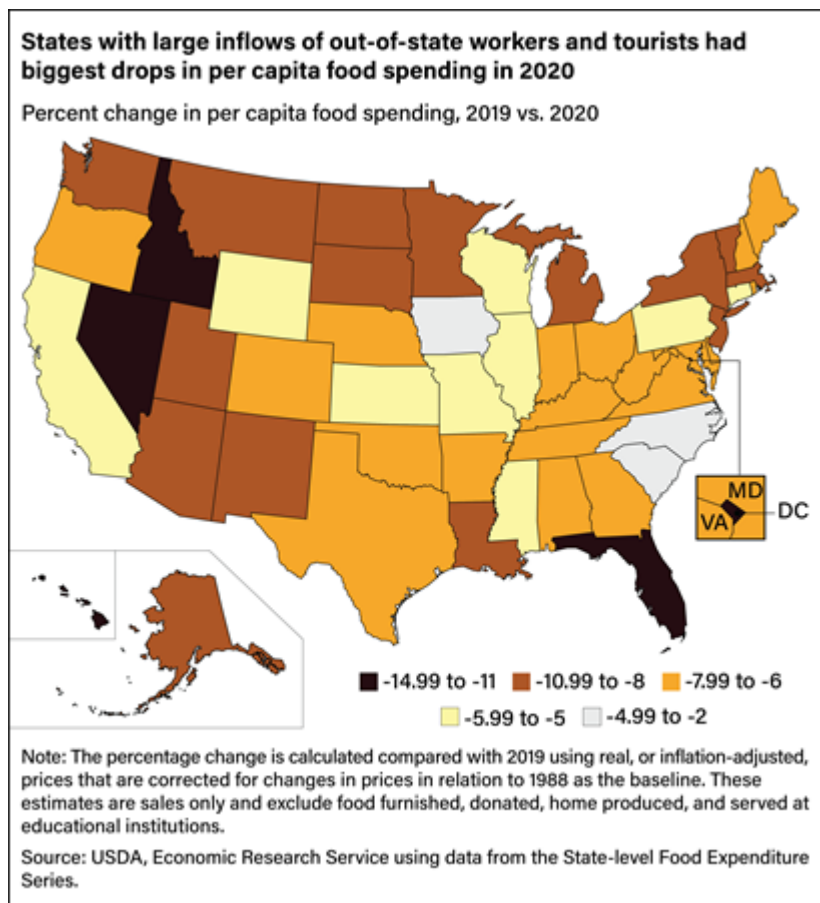 States with large inflows of out-of-state workers and tourists had
biggest drops in per capita food spending in 2020
Percent change in per capita food spending, 2019 vs. 2020
MD
VA
DC
-14.99 to -11
-10.99 to -8
-7.99 to -6
-5.99 to -5
-4.99 to -2
Note: The percentage change is calculated compared with 2019 using real, or inflation-adjusted,
prices that are corrected for changes in prices in relation to 1988 as the baseline. These
estimates are sales only and exclude food furnished, donated, home produced, and served at
educational institutions.
Source: USDA, Economic Research Service using data from the State-level Food Expenditure
Series.